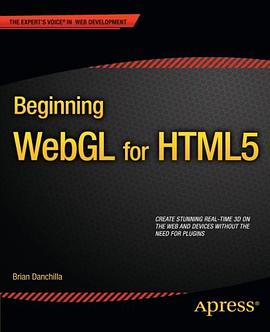 THE EXPERT'S VOICE® IN WEB DEVELOPMENT
Beginning
WebGL for HTML5
CREATE STUNNING REAL-TIME 3D ON
THE WEB AND DEVICES WITHOUT THE
NEED FOR PLUGINS
Brian Danchilla
Apress®